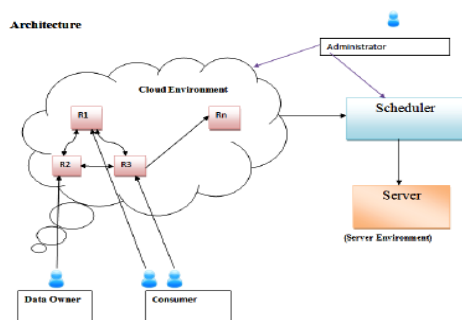 Architecture
Administrator
Cloud Environment
R1
Rn
Scheduler
R2
R3
Server
(Server Environment)
Data Owner
Consumer